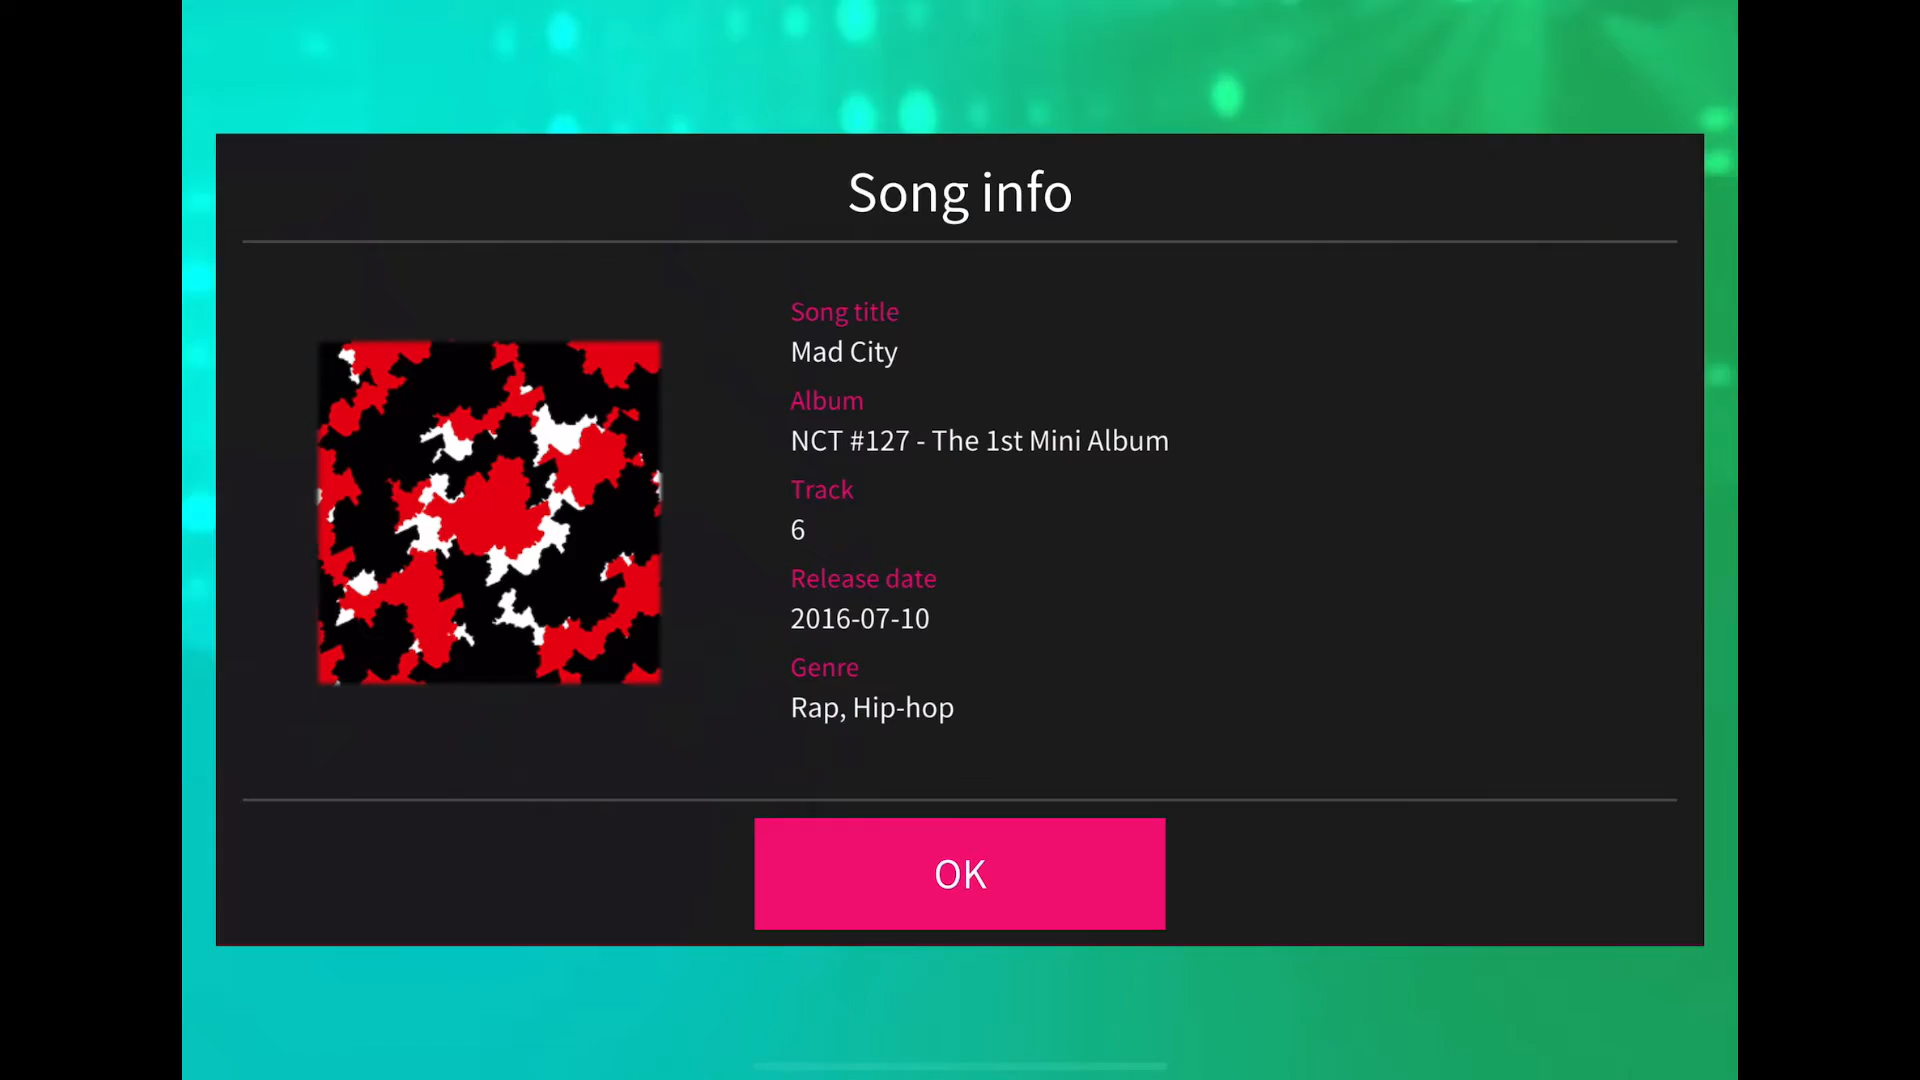 Song info
Song title
Mad City
Album
NCT #127 - The 1st Mini Album
Track
6
Release date
2016-07-10
Genre
Rap, Hip-hop
OK